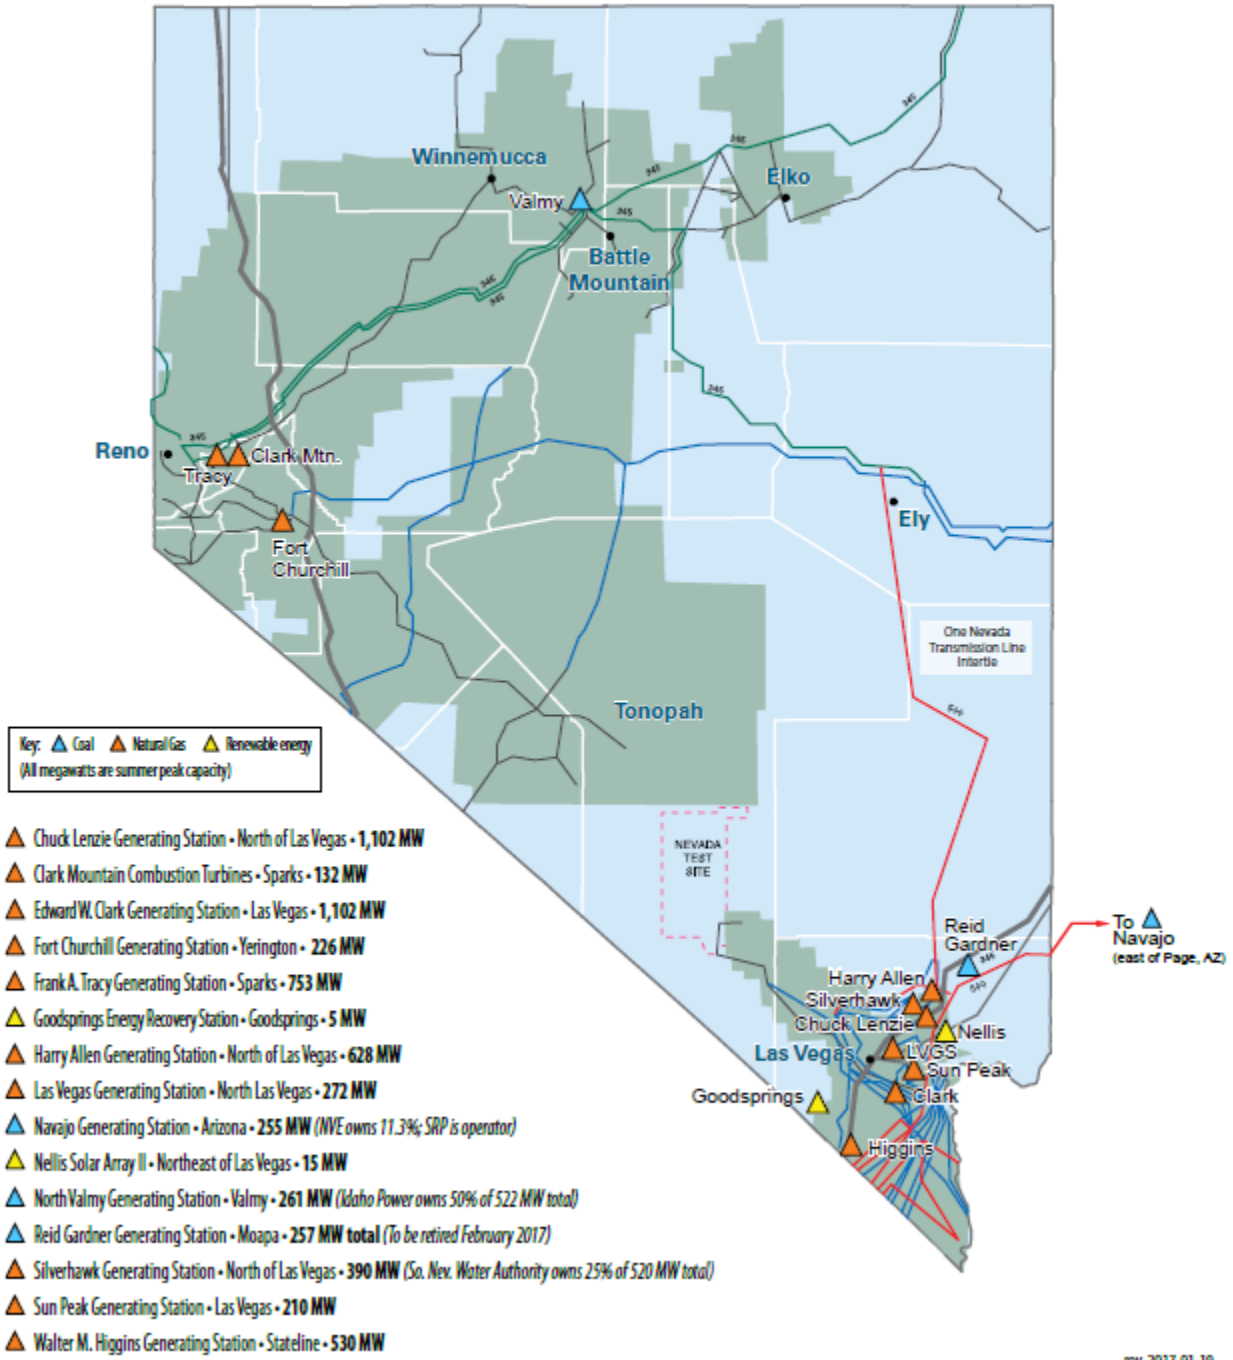 Winnemucca
Valmy
Elko
Battle
Mountain
345
345
345
345
345
345
345
345
Reno
Tracy
Clark Mtn.
Fort
Churchill
Ely
One Nevada
Transmission Line
Intertie
Tonopah
Key: Coal Natural Gas Renewable energy
(All megawatts are summer peak capacity)
NEVADA
TEST
SITE
Reid
Gardner
345
To
Navajo
(east of Page, AZ)
Harry Allen
Silverhawk
Chuck Lenzie
Nellis
Las Vegas
LVGS
Sun Peak
Goodsprings
Clark
Higgins
Chuck Lenzie Generating Station • North of Las Vegas • 1,102 MW
Clark Mountain Combustion Turbines • Sparks • 132 MW
Edward W. Clark Generating Station • Las Vegas • 1,102 MW
Fort Churchill Generating Station • Yerington • 226 MW
Frank A. Tracy Generating Station • Sparks • 753 MW
Goodsprings Energy Recovery Station • Goodsprings • 5 MW
Harry Allen Generating Station • North of Las Vegas • 628 MW
Las Vegas Generating Station • North Las Vegas • 272 MW
Navajo Generating Station • Arizona • 255 MW (NVE owns 11.3%; SRP is operator)
Nellis Solar Array II • Northeast of Las Vegas • 15 MW
North Valmy Generating Station • Valmy • 261 MW (Idaho Power owns 50% of 522 MW total)
Reid Gardner Generating Station • Moapa • 257 MW total (To be retired February 2017)
Silverhawk Generating Station • North of Las Vegas • 390 MW (So. Nev. Water Authority owns 25% of 520 MW total)
Sun Peak Generating Station • Las Vegas • 210 MW
Walter M. Higgins Generating Station • Stateline • 530 MW